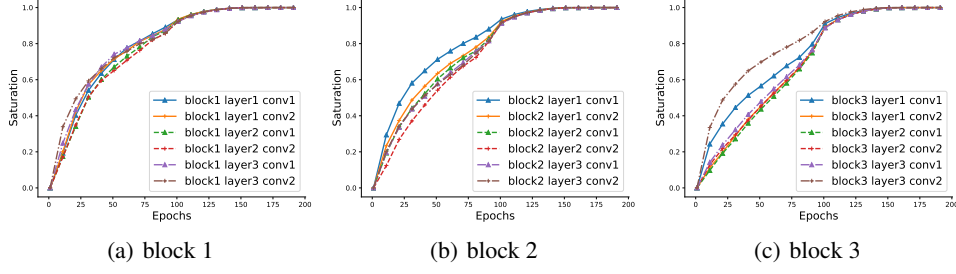 1.0
0.8
0.6
0.4
0.2
0.0
Saturation
block1 layer1 conv1
block1 layer1 conv2
block1 layer2 conv1
block1 layer2 conv2
block1 layer3 conv1
block1 layer3 conv2
0 25 50 75 100 125 150 175 200
Epochs
(a) block 1
1.0
0.8
0.6
0.4
0.2
0.0
Saturation
block2 layer1 conv1
block2 layer1 conv2
block2 layer2 conv1
block2 layer2 conv2
block2 layer3 conv1
block2 layer3 conv2
0 25 50 75 100 125 150 175 200
Epochs
(b) block 2
1.0
0.8
0.6
0.4
0.2
0.0
Saturation
block3 layer1 conv1
block3 layer1 conv2
block3 layer2 conv1
block3 layer2 conv2
block3 layer3 conv1
block3 layer3 conv2
0 25 50 75 100 125 150 175 200
Epochs
(c) block 3